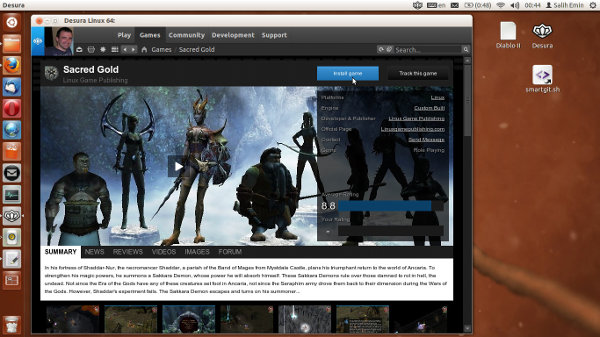 Desura
en
(0:48)
00:44
Salih Emin
Desura Linux 64:
Play Games Community Development Support
Games Sacred Gold
Search...
Sacred Gold
Linux Game Publishing
Install game
Track this game
Platforms Linux
Engine Custom Built
Developer & Publisher Linux Game Publishing
Official Page Linuxgamepublishing.com
Contact Send Message
Genre Role Playing
Average Rating
8.8
Your Rating
-
SUMMARY NEWS REVIEWS VIDEOS IMAGES FORUM
In his fortress of Shaddar-Nur, the necromancer Shaddar, a pariah of the Band of Mages from Mystdale Castle, plans his triumphant return to the world of Ancaria. To
strengthen his magic powers, he summons a Sakkara Demon, whose power he will absorb himself. These Sakkara Demons rule over those damned to rot in hell, the
undead. Not since the Era of the Gods have any of these creatures set foot in Ancaria, not since the Seraphim army drove them back to their dimension during the Wars of
the Gods. However, Shaddar's experiment fails. The Sakkara Demon escapes and turns on his summoner...
Diablo II
Desura
smartgit.sh